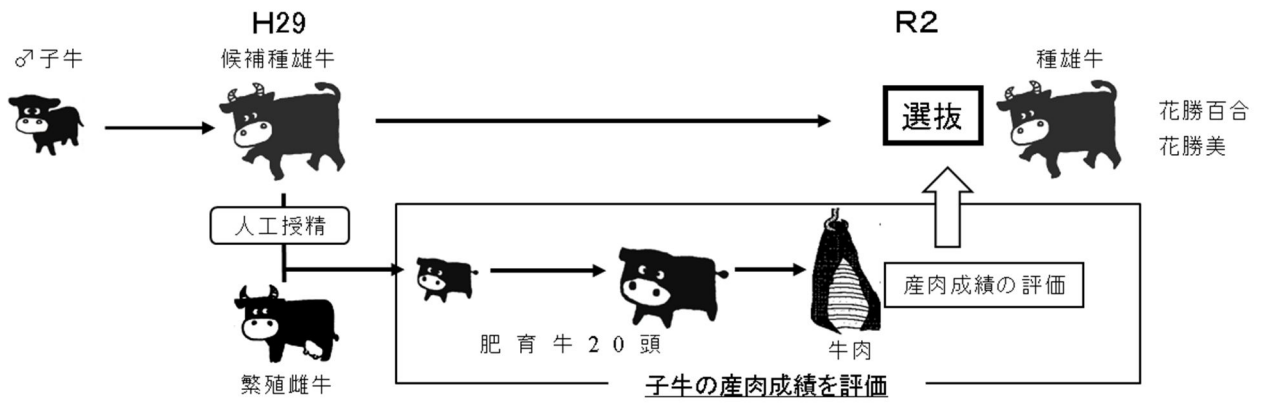 H29
R2
♂子牛
候補種雄牛
種雄牛
選抜
花勝百合
花勝美
人工授精
産肉成績の評価
肥育牛20頭
牛肉
繁殖雌牛
子牛の産肉成績を評価